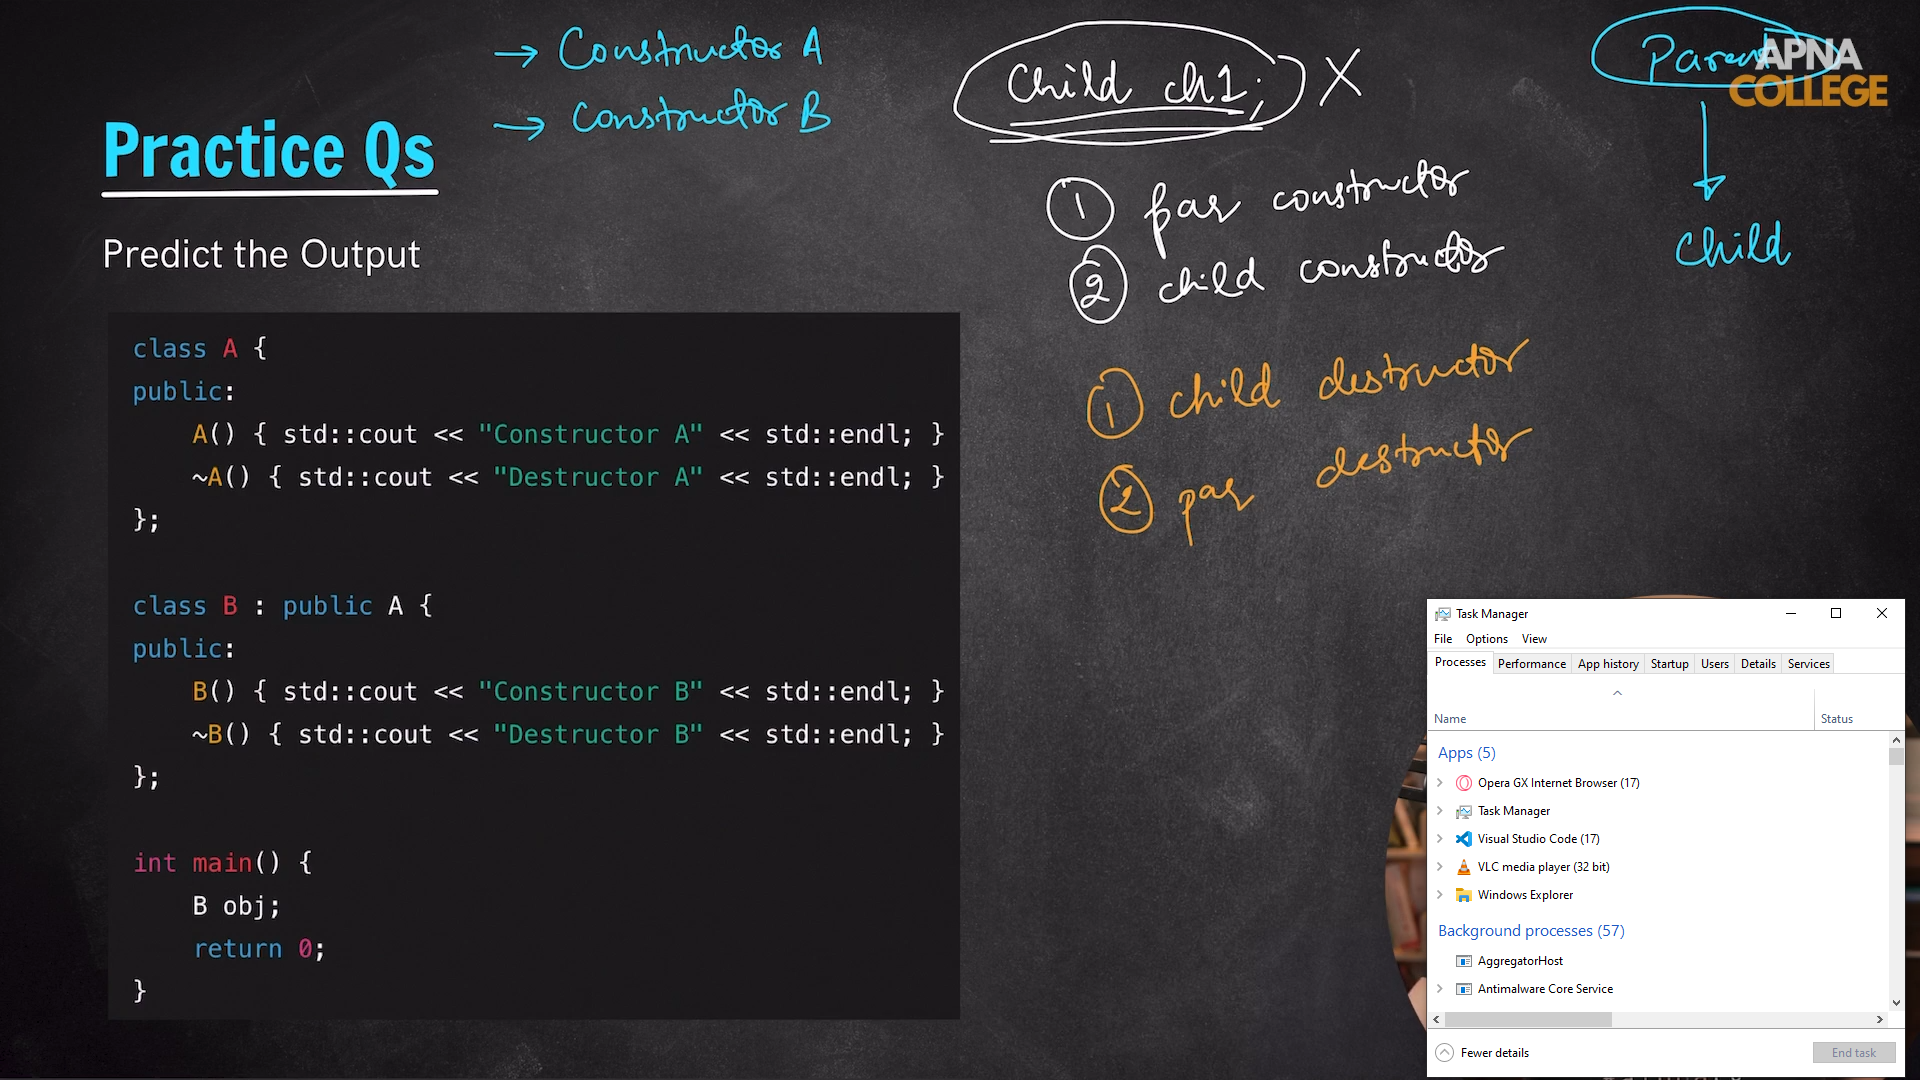 → Constructor A
→ Constructor B
Child ch1; X
Parent
APNA
COLLEGE
Practice Qs
① par constructor
② child constructor
Child
Predict the Output
① child destructor
② par destructor
class A {
public:
    A() { std::cout << "Constructor A" << std::endl; }
    ~A() { std::cout << "Destructor A" << std::endl; }
};
class B : public A {
public:
    B() { std::cout << "Constructor B" << std::endl; }
    ~B() { std::cout << "Destructor B" << std::endl; }
};
int main() {
    B obj;
    return 0;
}
Task Manager
File Options View
Processes Performance App history Startup Users Details Services
Name Status
Apps (5)
Opera GX Internet Browser (17)
Task Manager
Visual Studio Code (17)
VLC media player (32 bit)
Windows Explorer
Background processes (57)
AggregatorHost
Antimalware Core Service
Fewer details End task